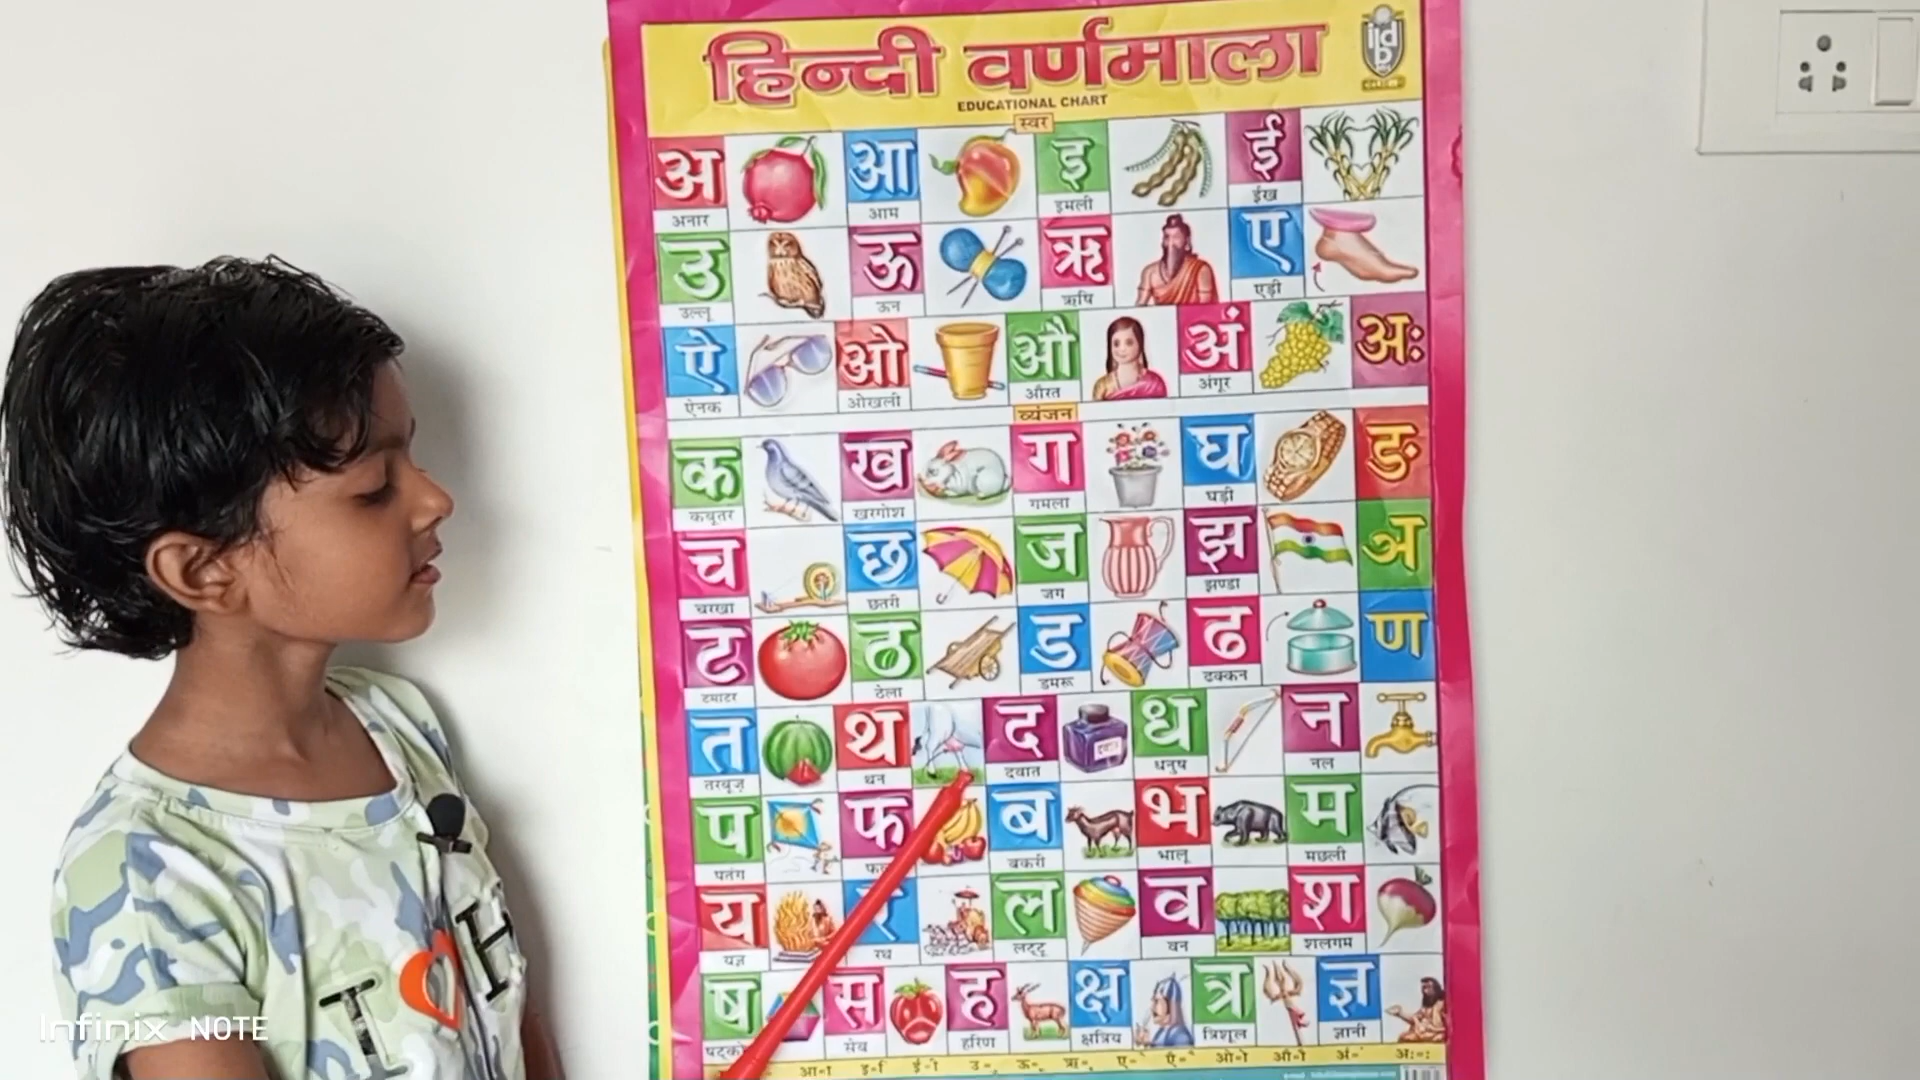 हिन्दी वर्णमाला
EDUCATIONAL CHART
स्वर
अ आ इ ई
अनार आम इमली ईख
उ ऊ ऋ ए
उल्लू ऊन ऋषि एड़ी
ऐ ओ औ अं अः
ऐनक ओखली औरत अंगूर
व्यंजन
क ख ग घ ङ
कबूतर खरगोश गमला घड़ी
च छ ज झ ञ
चरखा छतरी जग झण्डा
ट ठ ड ढ ण
टमाटर ठेला डमरू ढक्कन
त थ द ध न
तरबूज़ थन दवात धनुष नल
प फ ब भ म
पतंग बकरी भालू मछली
य र ल व श
यज्ञ रथ लट्टू वन शलगम
ष स ह क्ष त्र ज्ञ
सेब हरिण क्षत्रिय त्रिशूल ज्ञानी
I H
Infinix NOTE